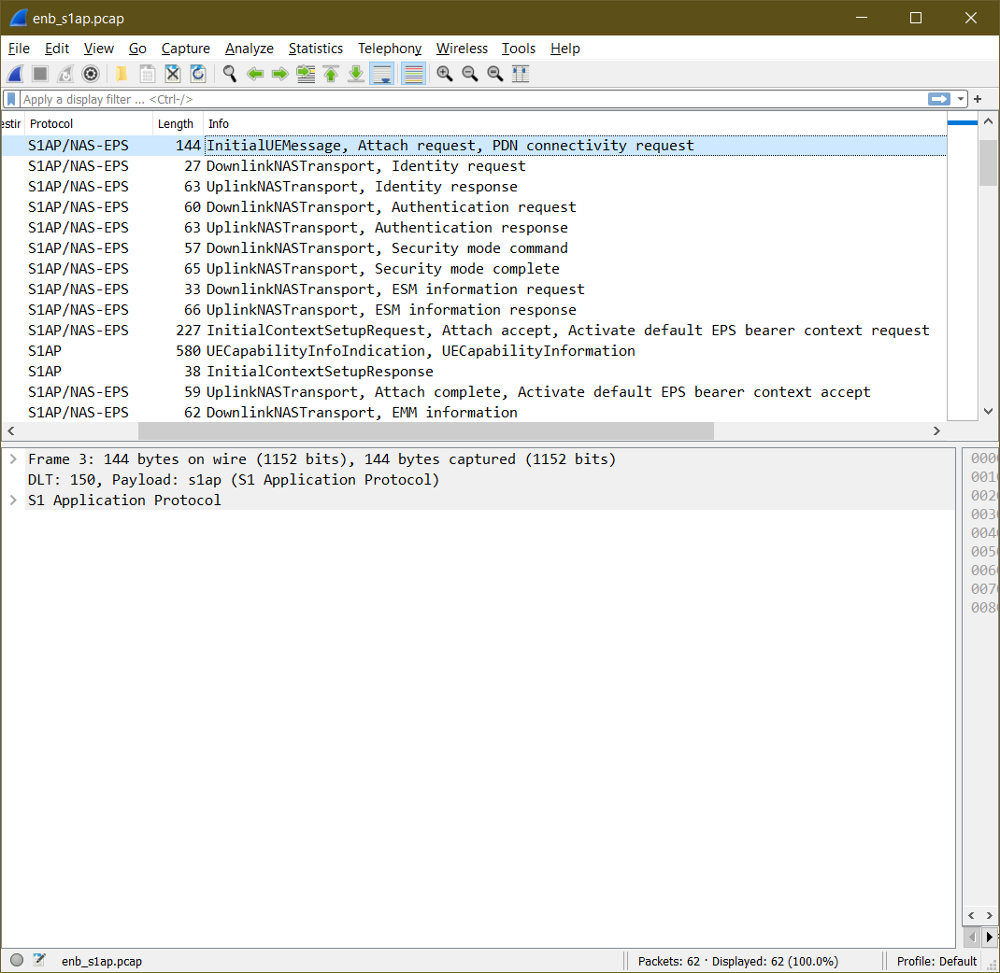 enb_s1ap.pcap
File Edit View Go Capture Analyze Statistics Telephony Wireless Tools Help
Apply a display filter ... <Ctrl-/>
+
estir Protocol Length Info
S1AP/NAS-EPS 144 InitialUEMessage, Attach request, PDN connectivity request
S1AP/NAS-EPS 27 DownlinkNASTransport, Identity request
S1AP/NAS-EPS 63 UplinkNASTransport, Identity response
S1AP/NAS-EPS 60 DownlinkNASTransport, Authentication request
S1AP/NAS-EPS 63 UplinkNASTransport, Authentication response
S1AP/NAS-EPS 57 DownlinkNASTransport, Security mode command
S1AP/NAS-EPS 65 UplinkNASTransport, Security mode complete
S1AP/NAS-EPS 33 DownlinkNASTransport, ESM information request
S1AP/NAS-EPS 66 UplinkNASTransport, ESM information response
S1AP/NAS-EPS 227 InitialContextSetupRequest, Attach accept, Activate default EPS bearer context request
S1AP 580 UECapabilityInfoIndication, UECapabilityInformation
S1AP 38 InitialContextSetupResponse
S1AP/NAS-EPS 59 UplinkNASTransport, Attach complete, Activate default EPS bearer context accept
S1AP/NAS-EPS 62 DownlinkNASTransport, EMM information
Frame 3: 144 bytes on wire (1152 bits), 144 bytes captured (1152 bits)
DLT: 150, Payload: s1ap (S1 Application Protocol)
S1 Application Protocol
000
001
002
003
004
005
006
007
008
enb_s1ap.pcap
Packets: 62 · Displayed: 62 (100.0%)
Profile: Default